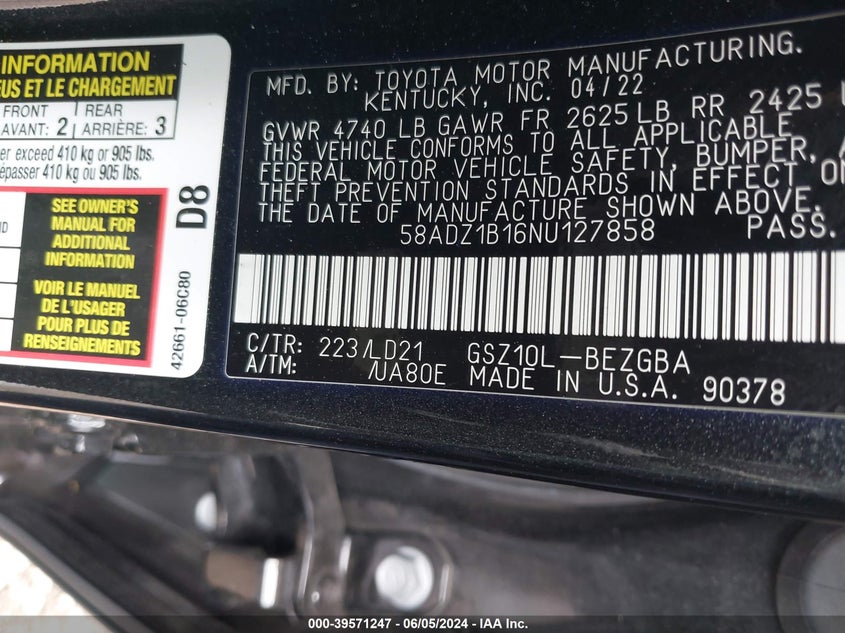 INFORMATION
EUS ET LE CHARGEMENT
FRONT
AVANT: 2
REAR
ARRIÈRE: 3
er exceed 410 kg or 905 lbs.
épasser 410 kg ou 905 lbs.
SEE OWNER'S
MANUAL FOR
ADDITIONAL
INFORMATION
VOIR LE MANUEL
DE L'USAGER
POUR PLUS DE
RENSEIGNEMENTS
D8
42661-06C80
MFD. BY: TOYOTA MOTOR MANUFACTURING.
KENTUCKY, INC. 04/22
GVWR 4740 LB GAWR FR 2625 LB RR 2425
THIS VEHICLE CONFORMS TO ALL APPLICABLE
FEDERAL MOTOR VEHICLE SAFETY, BUMPER, A
THEFT PREVENTION STANDARDS IN EFFECT ON
THE DATE OF MANUFACTURE SHOWN ABOVE.
58ADZ1B16NU127858 PASS.
C/TR: 223/LD21 GSZ10L-BEZGBA
A/TM: /UA80E MADE IN U.S.A. 90378
000-39571247 - 06/05/2024 - IAA Inc.